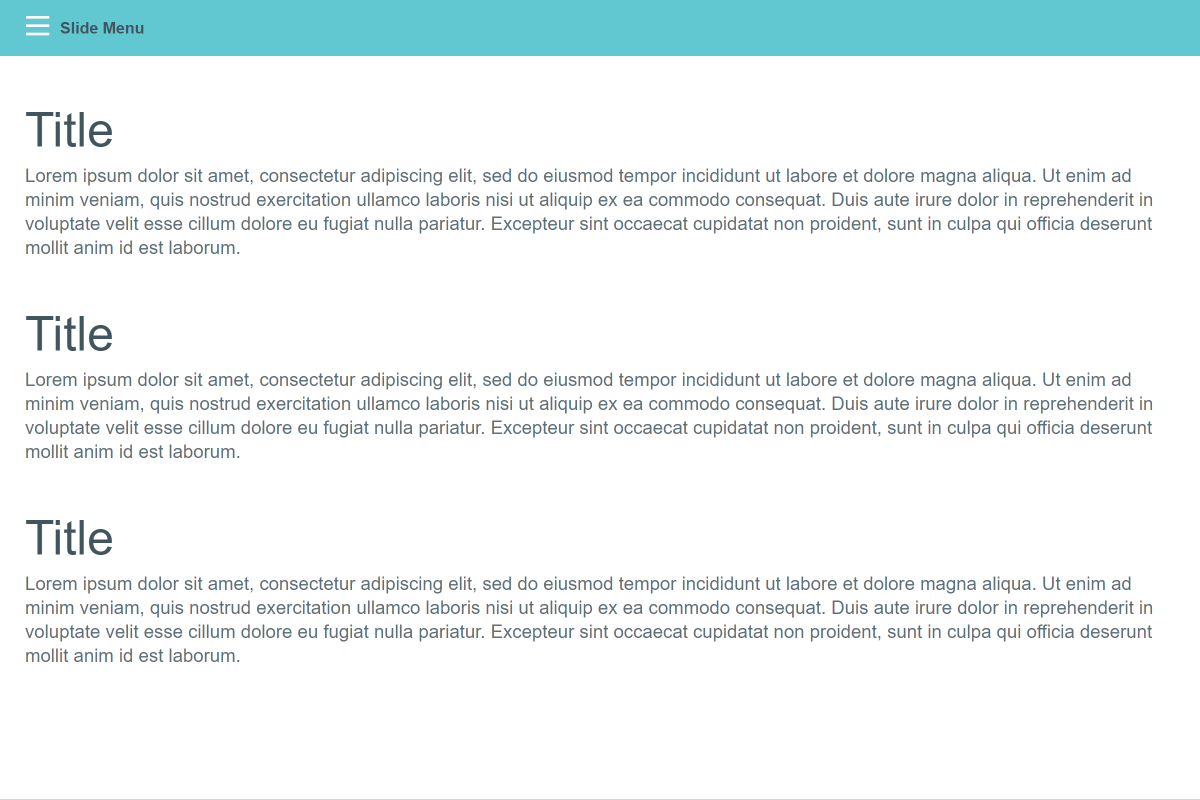 Slide Menu
Title
Lorem ipsum dolor sit amet, consectetur adipiscing elit, sed do eiusmod tempor incididunt ut labore et dolore magna aliqua. Ut enim ad
minim veniam, quis nostrud exercitation ullamco laboris nisi ut aliquip ex ea commodo consequat. Duis aute irure dolor in reprehenderit in
voluptate velit esse cillum dolore eu fugiat nulla pariatur. Excepteur sint occaecat cupidatat non proident, sunt in culpa qui officia deserunt
mollit anim id est laborum.
Title
Lorem ipsum dolor sit amet, consectetur adipiscing elit, sed do eiusmod tempor incididunt ut labore et dolore magna aliqua. Ut enim ad
minim veniam, quis nostrud exercitation ullamco laboris nisi ut aliquip ex ea commodo consequat. Duis aute irure dolor in reprehenderit in
voluptate velit esse cillum dolore eu fugiat nulla pariatur. Excepteur sint occaecat cupidatat non proident, sunt in culpa qui officia deserunt
mollit anim id est laborum.
Title
Lorem ipsum dolor sit amet, consectetur adipiscing elit, sed do eiusmod tempor incididunt ut labore et dolore magna aliqua. Ut enim ad
minim veniam, quis nostrud exercitation ullamco laboris nisi ut aliquip ex ea commodo consequat. Duis aute irure dolor in reprehenderit in
voluptate velit esse cillum dolore eu fugiat nulla pariatur. Excepteur sint occaecat cupidatat non proident, sunt in culpa qui officia deserunt
mollit anim id est laborum.